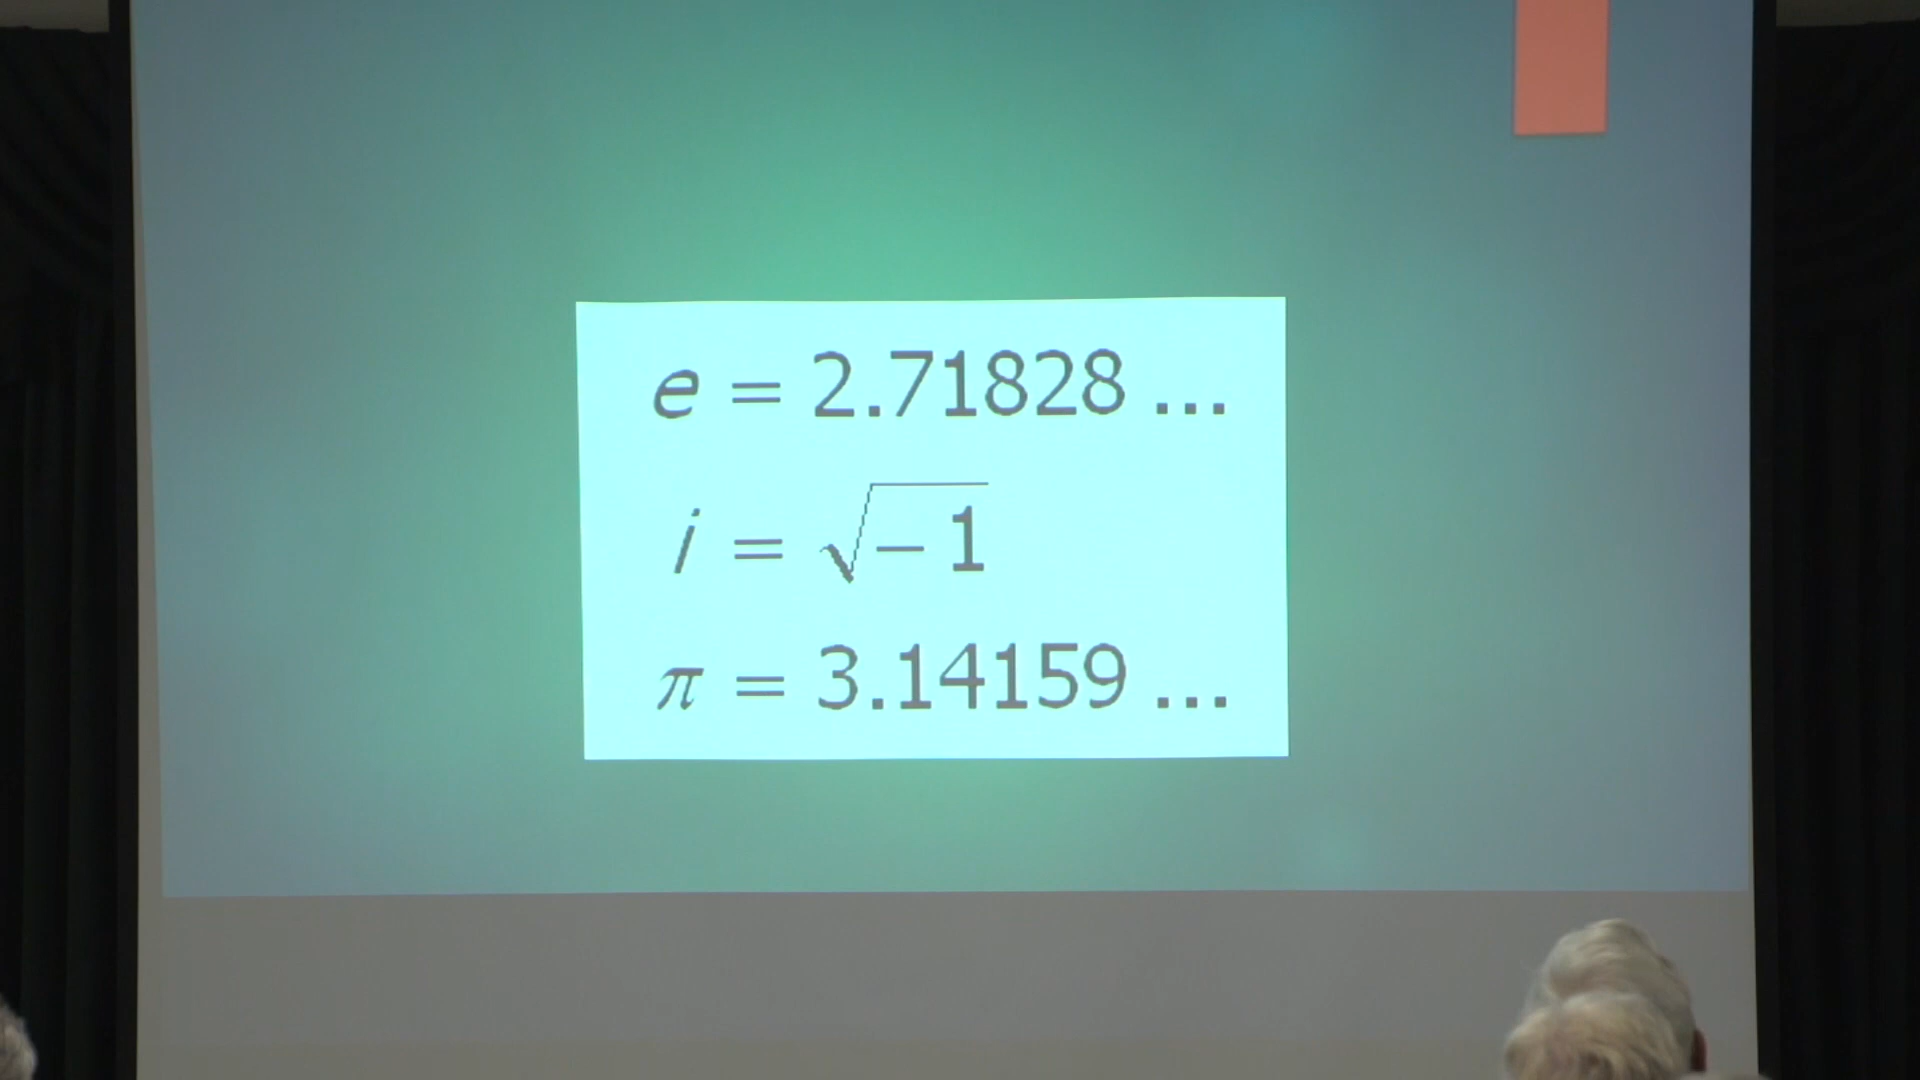 e = 2.71828 ...
i = √-1
π = 3.14159 ...